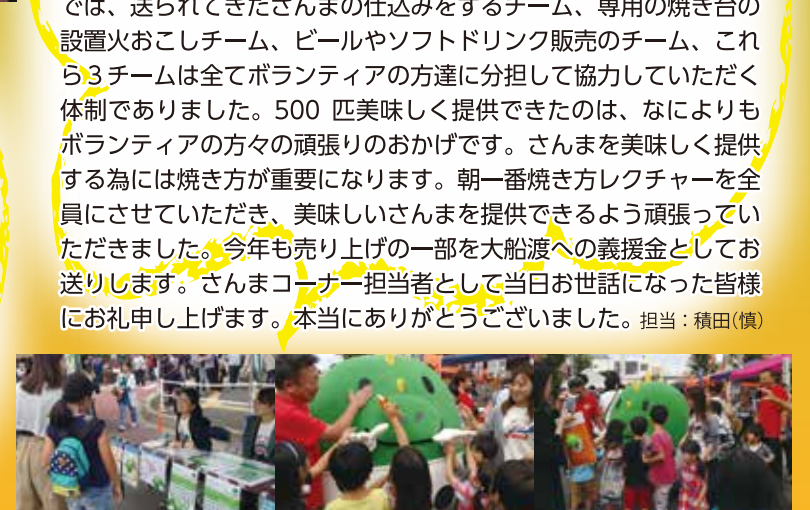 では、送られてきたさんまの仕込みをするチーム、専用の焼き台の
設置火おこしチーム、ビールやソフトドリンク販売のチーム、これ
ら３チームは全てボランティアの方達に分担して協力していただく
体制でありました。500 匹美味しく提供できたのは、なによりも
ボランティアの方々の頑張りのおかげです。さんまを美味しく提供
する為には焼き方が重要になります。朝一番焼き方レクチャーを全
員にさせていただき、美味しいさんまを提供できるよう頑張ってい
ただきました。今年も売り上げの一部を大船渡への義援金としてお
送りします。さんまコーナー担当者として当日お世話になった皆様
にお礼申し上げます。本当にありがとうございました。担当：積田(慎)